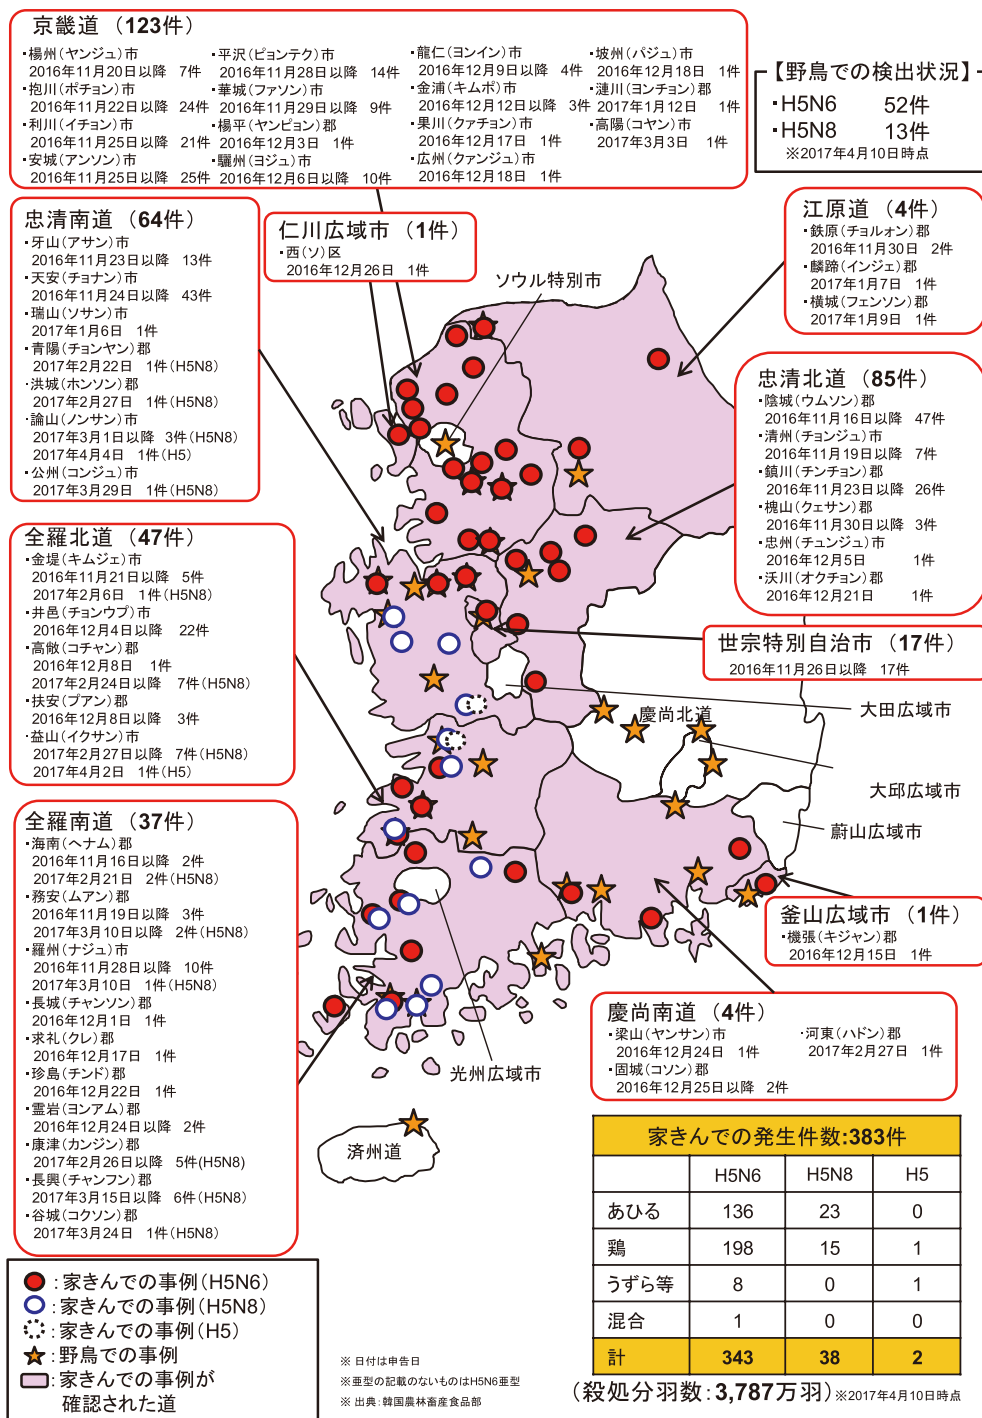 京畿道（123件）
・楊州（ヤンジュ）市
2016年11月20日以降　7件
・抱川（ポチョン）市
2016年11月22日以降　24件
・利川（イチョン）市
2016年11月25日以降　21件
・安城（アンソン）市
2016年11月25日以降　25件
・平沢（ピョンテク）市
2016年11月28日以降　14件
・華城（ファソン）市
2016年11月29日以降　9件
・楊平（ヤンピョン）郡
2016年12月3日　1件
・驪州（ヨジュ）市
2016年12月6日以降　10件
・龍仁（ヨンイン）市
2016年12月9日以降　4件
・金浦（キムポ）市
2016年12月12日以降　3件
・果川（クァチョン）市
2016年12月17日　1件
・広州（クァンジュ）市
2016年12月18日　1件
・坡州（パジュ）市
2016年12月18日　1件
・漣川（ヨンチョン）郡
2017年1月12日　1件
・高陽（コヤン）市
2017年3月3日　1件
【野鳥での検出状況】
・H5N6　52件
・H5N8　13件
※2017年4月10日時点
忠清南道（64件）
・牙山（アサン）市
2016年11月23日以降　13件
・天安（チョナン）市
2016年11月24日以降　43件
・瑞山（ソサン）市
2017年1月6日　1件
・青陽（チョンヤン）郡
2017年2月22日　1件（H5N8）
・洪城（ホンソン）郡
2017年2月27日　1件（H5N8）
・論山（ノンサン）市
2017年3月1日以降　3件（H5N8）
2017年4月4日　1件（H5）
・公州（コンジュ）市
2017年3月29日　1件（H5N8）
仁川広域市（1件）
・西（ソ）区
2016年12月26日　1件
ソウル特別市
江原道（4件）
・鉄原（チョルォン）郡
2016年11月30日　2件
・麟蹄（インジェ）郡
2017年1月7日　1件
・横城（フェンソン）郡
2017年1月9日　1件
忠清北道（85件）
・陰城（ウムソン）郡
2016年11月16日以降　47件
・清州（チョンジュ）市
2016年11月19日以降　7件
・鎮川（チンチョン）郡
2016年11月23日以降　26件
・槐山（クェサン）郡
2016年11月30日以降　3件
・忠州（チュンジュ）市
2016年12月5日　1件
・沃川（オクチョン）郡
2016年12月21日　1件
全羅北道（47件）
・金堤（キムジェ）市
2016年11月21日以降　5件
2017年2月6日　1件（H5N8）
・井邑（チョンウプ）市
2016年12月4日以降　22件
・高敞（コチャン）郡
2016年12月8日　1件
2017年2月24日以降　7件（H5N8）
・扶安（プアン）郡
2016年12月8日以降　3件
・益山（イクサン）市
2017年2月27日以降　7件（H5N8）
2017年4月2日　1件（H5）
世宗特別自治市（17件）
2016年11月26日以降　17件
大田広域市
慶尚北道
大邱広域市
蔚山広域市
全羅南道（37件）
・海南（ヘナム）郡
2016年11月16日以降　2件
2017年2月21日　2件（H5N8）
・務安（ムアン）郡
2016年11月19日以降　3件
2017年3月10日以降　2件（H5N8）
・羅州（ナジュ）市
2016年11月28日以降　10件
2017年3月10日　1件（H5N8）
・長城（チャンソン）郡
2016年12月1日　1件
・求礼（クレ）郡
2016年12月17日　1件
・珍島（チンド）郡
2016年12月22日　1件
・霊岩（ヨンアム）郡
2016年12月24日以降　2件
・康津（カンジン）郡
2017年2月26日以降　5件(H5N8)
・長興（チャンフン）郡
2017年3月15日以降　6件（H5N8）
・谷城（コクソン）郡
2017年3月24日　1件（H5N8）
釜山広域市（1件）
・機張（キジャン）郡
2016年12月15日　1件
慶尚南道（4件）
・梁山（ヤンサン）市
2016年12月24日　1件
・固城（コソン）郡
2016年12月25日以降　2件
・河東（ハドン）郡
2017年2月27日　1件
光州広域市
済州道
家きんでの発生件数:383件
H5N6　H5N8　H5
あひる　136　23　0
鶏　198　15　1
うずら等　8　0　1
混合　1　0　0
計　343　38　2
（殺処分羽数：3,787万羽）※2017年4月10日時点
：家きんでの事例（H5N6）
：家きんでの事例（H5N8）
：家きんでの事例（H5）
：野鳥での事例
：家きんでの事例が
確認された道
※ 日付は申告日
※亜型の記載のないものはH5N6亜型
※ 出典：韓国農林畜産食品部